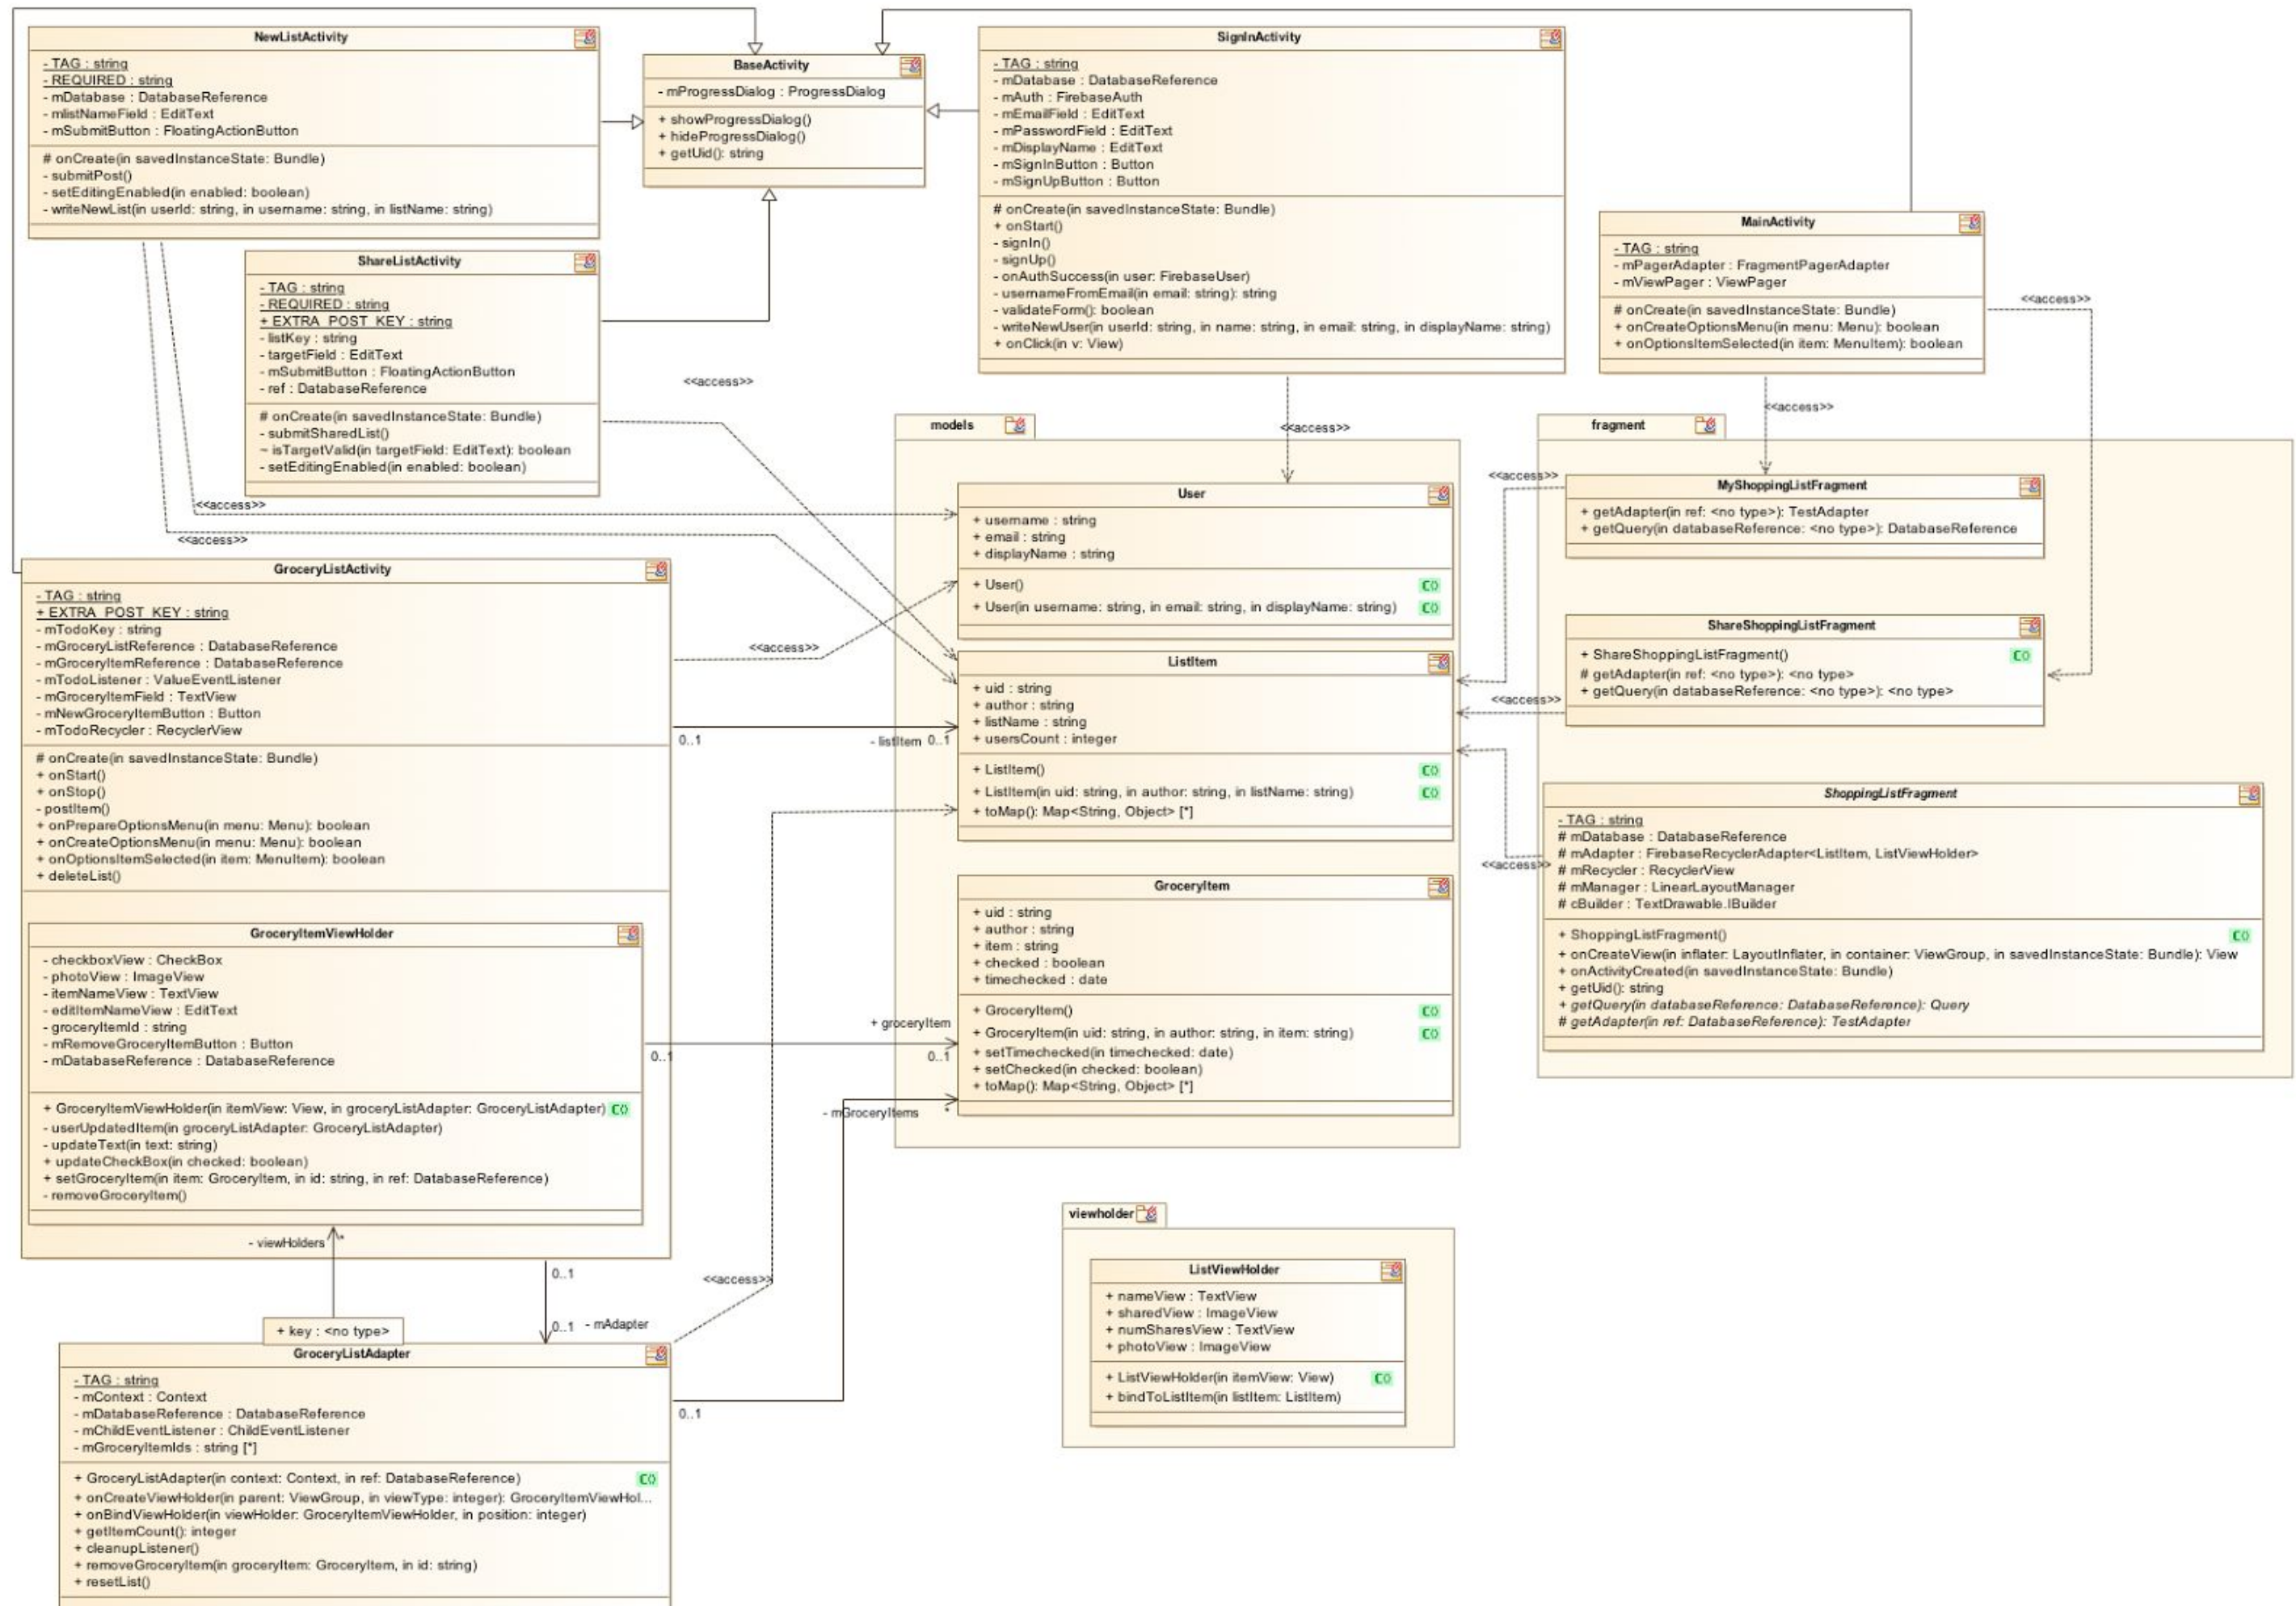 NewListActivity
- TAG : string
- REQUIRED : string
- mDatabase : DatabaseReference
- mlistNameField : EditText
- mSubmitButton : FloatingActionButton
# onCreate(in savedInstanceState: Bundle)
- submitPost()
- setEditingEnabled(in enabled: boolean)
- writeNewList(in userId: string, in username: string, in listName: string)
BaseActivity
- mProgressDialog : ProgressDialog
+ showProgressDialog()
+ hideProgressDialog()
+ getUid(): string
SignInActivity
- TAG : string
- mDatabase : DatabaseReference
- mAuth : FirebaseAuth
- mEmailField : EditText
- mPasswordField : EditText
- mDisplayName : EditText
- mSignInButton : Button
- mSignUpButton : Button
# onCreate(in savedInstanceState: Bundle)
+ onStart()
- signIn()
- signUp()
- onAuthSuccess(in user: FirebaseUser)
- usernameFromEmail(in email: string): string
- validateForm(): boolean
- writeNewUser(in userId: string, in name: string, in email: string, in displayName: string)
+ onClick(in v: View)
MainActivity
- TAG : string
- mPagerAdapter : FragmentPagerAdapter
- mViewPager : ViewPager
# onCreate(in savedInstanceState: Bundle)
+ onCreateOptionsMenu(in menu: Menu): boolean
+ onOptionsItemSelected(in item: MenuItem): boolean
<<access>>
<<access>>
<<access>>
ShareListActivity
- TAG : string
- REQUIRED : string
+ EXTRA_POST_KEY : string
- listKey : string
- targetField : EditText
- mSubmitButton : FloatingActionButton
- ref : DatabaseReference
# onCreate(in savedInstanceState: Bundle)
- submitSharedList()
~ isTargetValid(in targetField: EditText): boolean
- setEditingEnabled(in enabled: boolean)
<<access>>
<<access>>
<<access>>
GroceryListActivity
- TAG : string
+ EXTRA_POST_KEY : string
- mTodoKey : string
- mGroceryListReference : DatabaseReference
- mGroceryItemReference : DatabaseReference
- mTodoListener : ValueEventListener
- mGroceryItemField : TextView
- mNewGroceryItemButton : Button
- mTodoRecycler : RecyclerView
# onCreate(in savedInstanceState: Bundle)
+ onStart()
+ onStop()
- postItem()
+ onPrepareOptionsMenu(in menu: Menu): boolean
+ onCreateOptionsMenu(in menu: Menu): boolean
+ onOptionsItemSelected(in item: MenuItem): boolean
+ deleteList()
<<access>>
0..1
- listItem 0..1
GroceryItemViewHolder
- checkboxView : CheckBox
- photoView : ImageView
- itemNameView : TextView
- editItemNameView : EditText
- groceryItemId : string
- mRemoveGroceryItemButton : Button
- mDatabaseReference : DatabaseReference
+ GroceryItemViewHolder(in itemView: View, in groceryListAdapter: GroceryListAdapter) C()
- userUpdatedItem(in groceryListAdapter: GroceryListAdapter)
- updateText(in text: string)
+ updateCheckBox(in checked: boolean)
+ setGroceryItem(in item: GroceryItem, in id: string, in ref: DatabaseReference)
- removeGroceryItem()
0..1
+ groceryItem
0..1
- mGroceryItems *
- viewHolders *
0..1
0..1 - mAdapter
<<access>>
+ key : <no type>
GroceryListAdapter
- TAG : string
- mContext : Context
- mDatabaseReference : DatabaseReference
- mChildEventListener : ChildEventListener
- mGroceryItemIds : string [*]
+ GroceryListAdapter(in context: Context, in ref: DatabaseReference) C()
+ onCreateViewHolder(in parent: ViewGroup, in viewType: integer): GroceryItemViewHol...
+ onBindViewHolder(in viewHolder: GroceryItemViewHolder, in position: integer)
+ getItemCount(): integer
+ cleanupListener()
+ removeGroceryItem(in groceryItem: GroceryItem, in id: string)
+ resetList()
0..1
models
User
+ username : string
+ email : string
+ displayName : string
+ User() C()
+ User(in username: string, in email: string, in displayName: string) C()
ListItem
+ uid : string
+ author : string
+ listName : string
+ usersCount : integer
+ ListItem() C()
+ ListItem(in uid: string, in author: string, in listName: string) C()
+ toMap(): Map<String, Object> [*]
GroceryItem
+ uid : string
+ author : string
+ item : string
+ checked : boolean
+ timechecked : date
+ GroceryItem() C()
+ GroceryItem(in uid: string, in author: string, in item: string) C()
+ setTimechecked(in timechecked: date)
+ setChecked(in checked: boolean)
+ toMap(): Map<String, Object> [*]
fragment
<<access>>
MyShoppingListFragment
+ getAdapter(in ref: <no type>): TestAdapter
+ getQuery(in databaseReference: <no type>): DatabaseReference
ShareShoppingListFragment
+ ShareShoppingListFragment() C()
# getAdapter(in ref: <no type>): <no type>
+ getQuery(in databaseReference: <no type>): <no type>
<<access>>
ShoppingListFragment
- TAG : string
# mDatabase : DatabaseReference
# mAdapter : FirebaseRecyclerAdapter<ListItem, ListViewHolder>
# mRecycler : RecyclerView
# mManager : LinearLayoutManager
# cBuilder : TextDrawable.IBuilder
+ ShoppingListFragment() C()
+ onCreateView(in inflater: LayoutInflater, in container: ViewGroup, in savedInstanceState: Bundle): View
+ onActivityCreated(in savedInstanceState: Bundle)
+ getUid(): string
+ getQuery(in databaseReference: DatabaseReference): Query
# getAdapter(in ref: DatabaseReference): TestAdapter
<<access>>
viewholder
ListViewHolder
+ nameView : TextView
+ sharedView : ImageView
+ numSharesView : TextView
+ photoView : ImageView
+ ListViewHolder(in itemView: View) C()
+ bindToListItem(in listItem: ListItem)